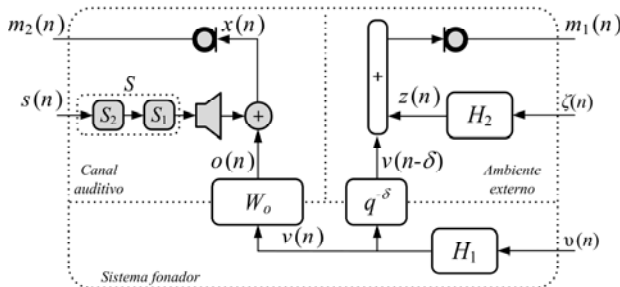 m₂(n) x(n) m₁(n)
+
s(n) S z(n) ζ(n)
S₂ S₁ + H₂
Canal auditivo o(n) v(n-δ) Ambiente externo
Wₒ q⁻ᵟ
v(n) H₁ υ(n)
Sistema fonador